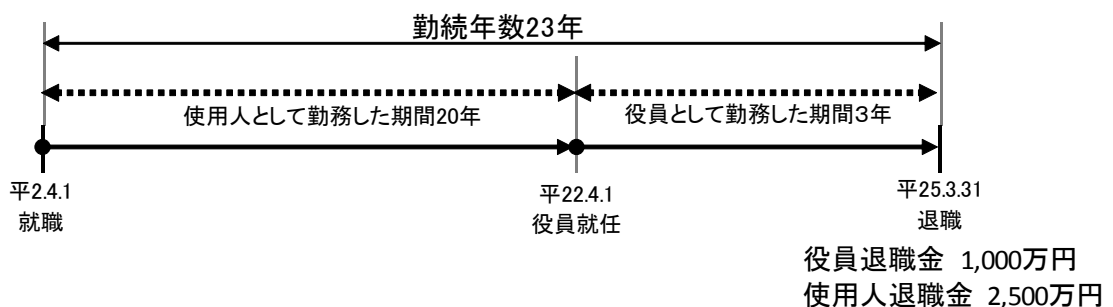 勤続年数23年
使用人として勤務した期間20年
役員として勤務した期間3年
平2.4.1
就職
平22.4.1
役員就任
平25.3.31
退職
役員退職金 1,000万円
使用人退職金 2,500万円